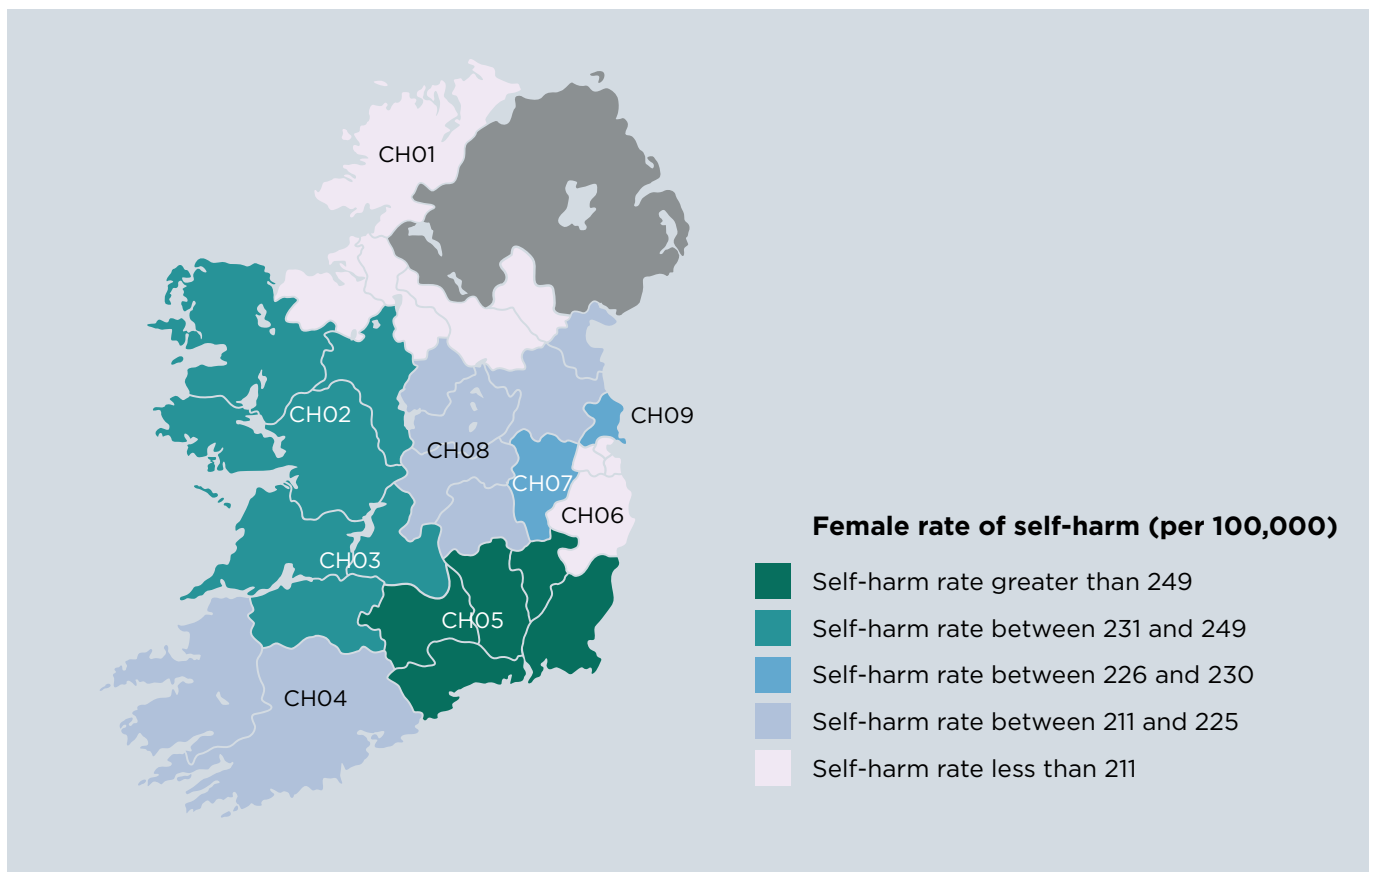 CH01
CH02
CH09
CH08
CH07
CH06
CH03
CH05
CH04
Female rate of self-harm (per 100,000)
Self-harm rate greater than 249
Self-harm rate between 231 and 249
Self-harm rate between 226 and 230
Self-harm rate between 211 and 225
Self-harm rate less than 211